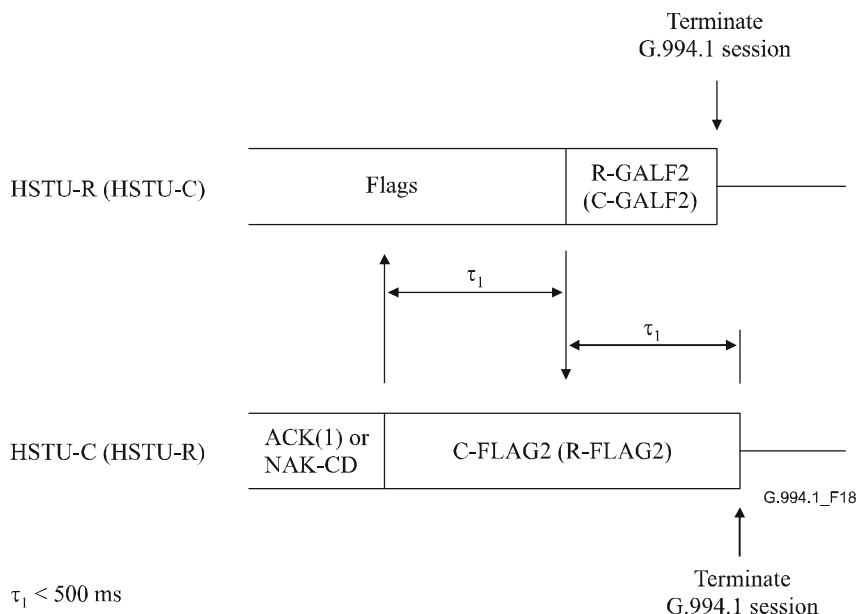 Terminate
G.994.1 session
HSTU-R (HSTU-C)
Flags
R-GALF2
(C-GALF2)
τ1
τ1
HSTU-C (HSTU-R)
ACK(1) or
NAK-CD
C-FLAG2 (R-FLAG2)
G.994.1_F18
τ1 < 500 ms
Terminate
G.994.1 session